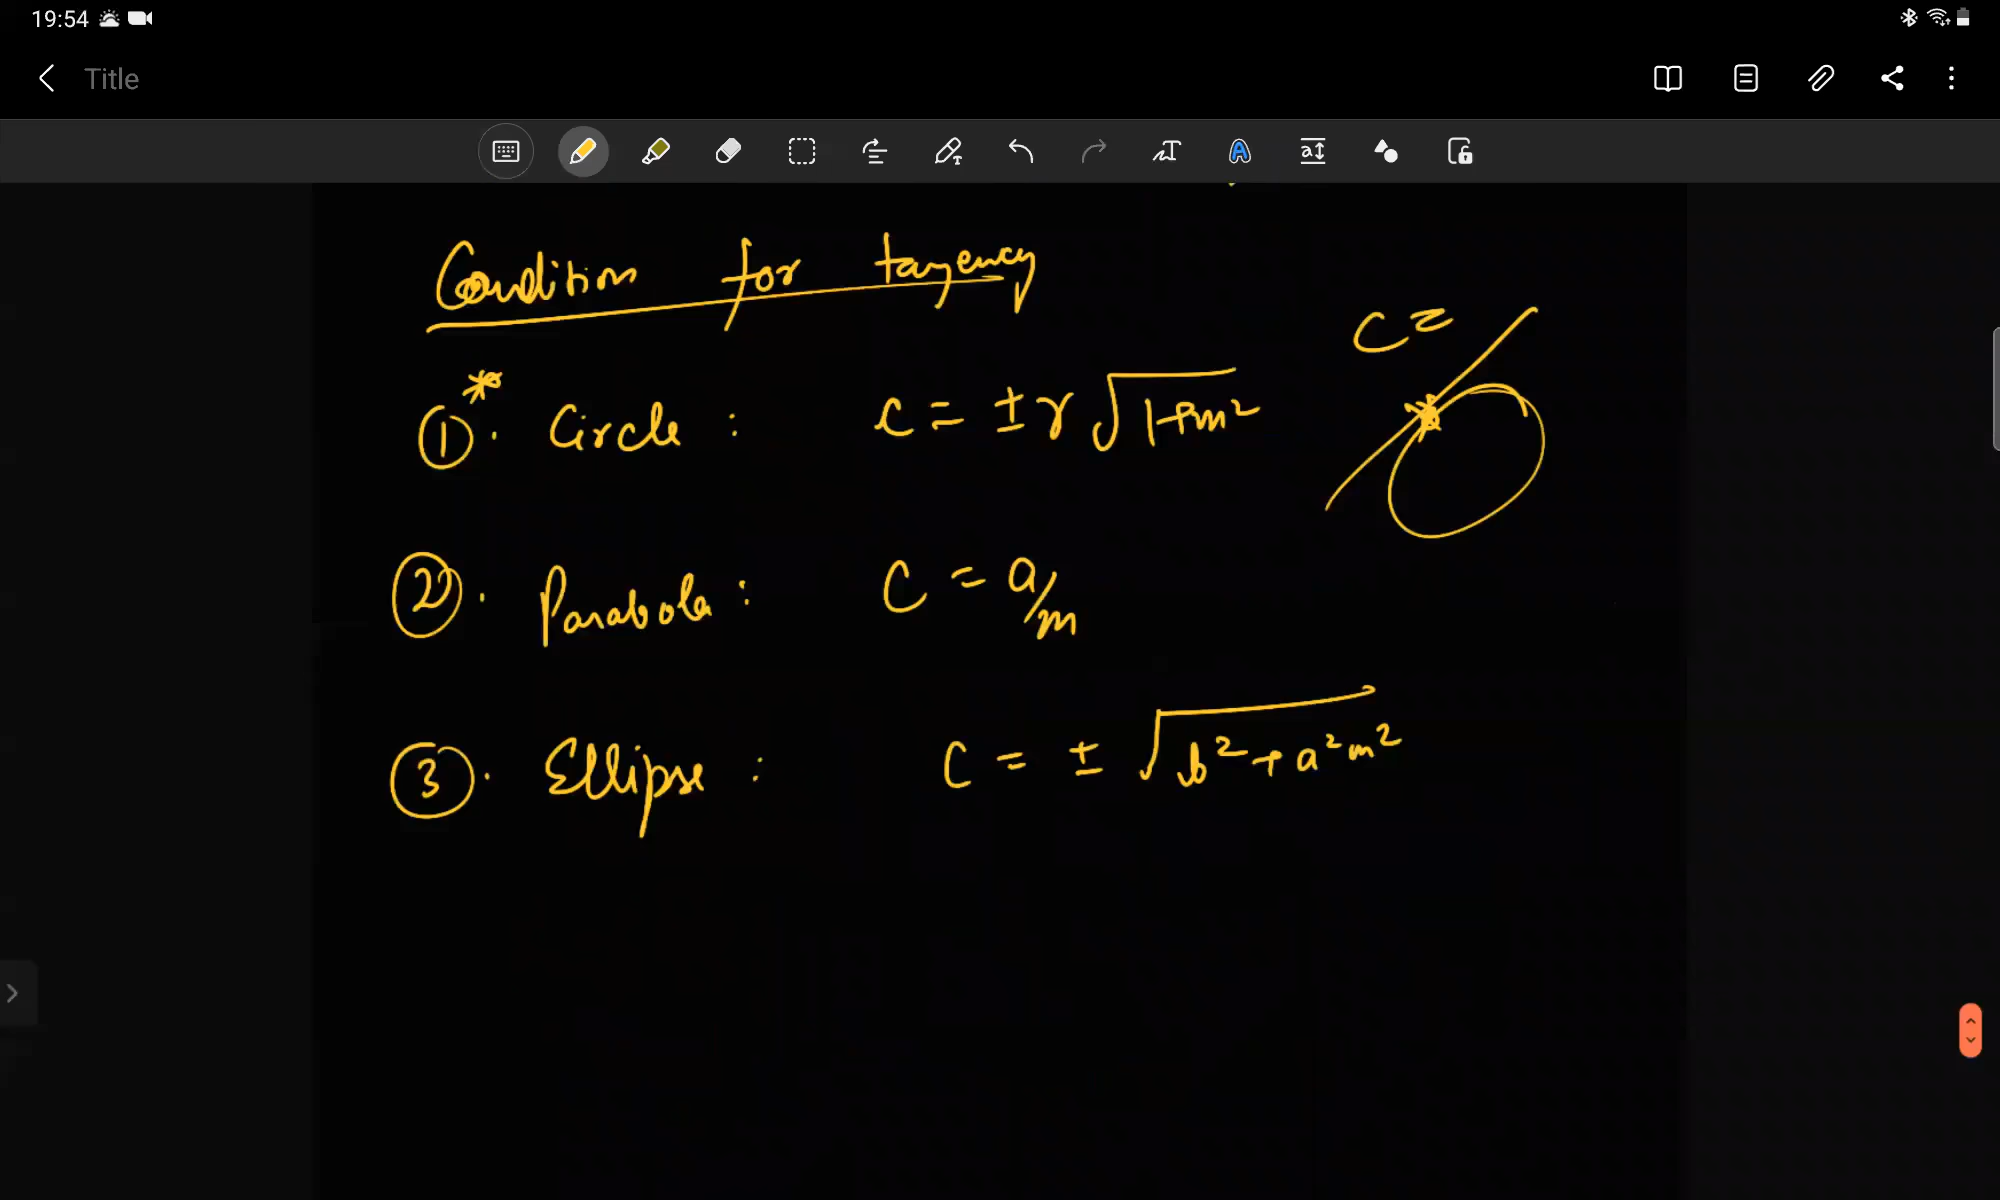 19:54
Title
Condition for tangency
C =
* ①. Circle : c = ± r √1+m²
②. Parabola : C = a/m
③. Ellipse : C = ± √b² + a²m²